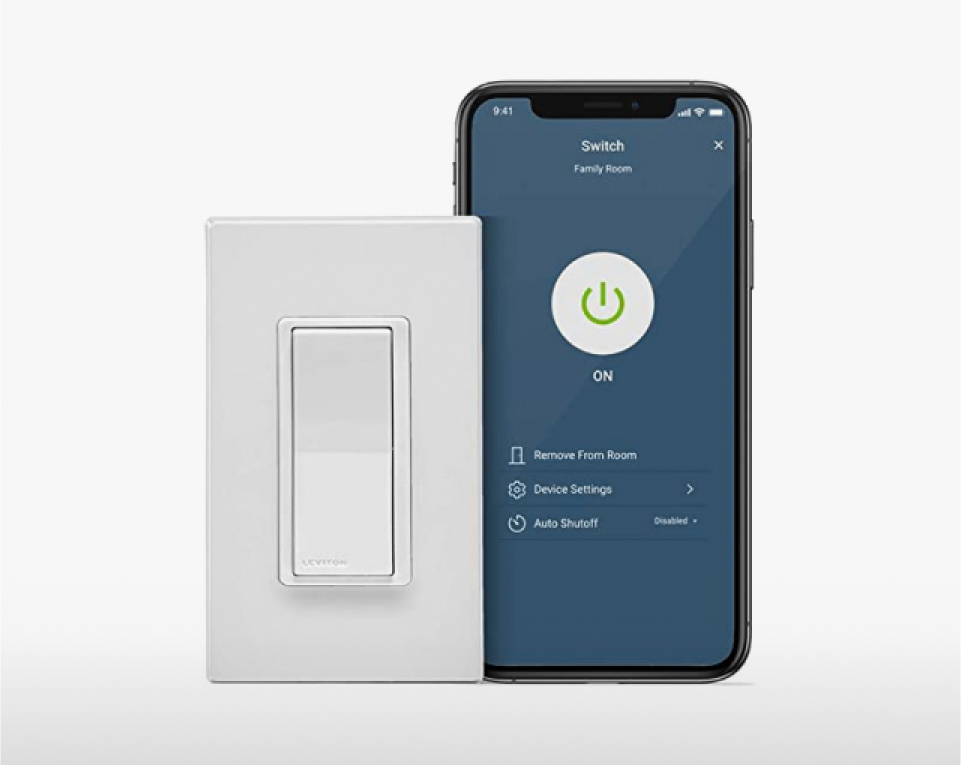 9:41
Switch
Family Room
ON
Remove From Room
Device Settings
Auto Shutoff Disabled
LEVITON